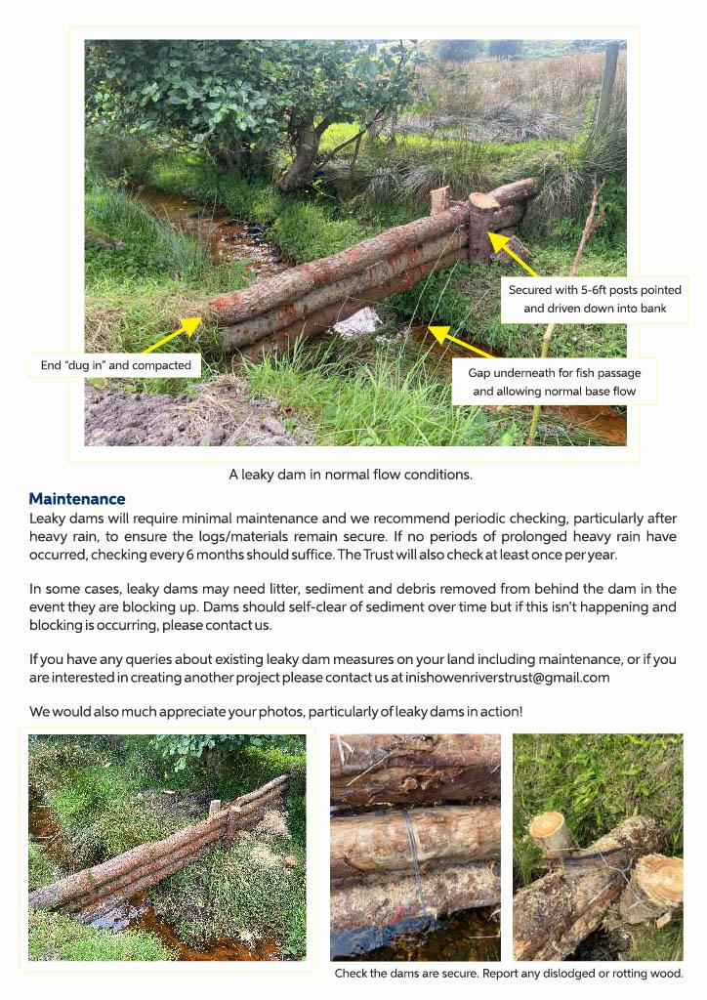 Secured with 5-6ft posts pointed
and driven down into bank
End “dug in” and compacted
Gap underneath for fish passage
and allowing normal base flow
A leaky dam in normal flow conditions.
Maintenance
Leaky dams will require minimal maintenance and we recommend periodic checking, particularly after
heavy rain, to ensure the logs/materials remain secure. If no periods of prolonged heavy rain have
occurred, checking every 6 months should suffice. The Trust will also check at least once per year.
In some cases, leaky dams may need litter, sediment and debris removed from behind the dam in the
event they are blocking up. Dams should self-clear of sediment over time but if this isn't happening and
blocking is occurring, please contact us.
If you have any queries about existing leaky dam measures on your land including maintenance, or if you
are interested in creating another project please contact us at inishowenriverstrust@gmail.com
We would also much appreciate your photos, particularly of leaky dams in action!
Check the dams are secure. Report any dislodged or rotting wood.